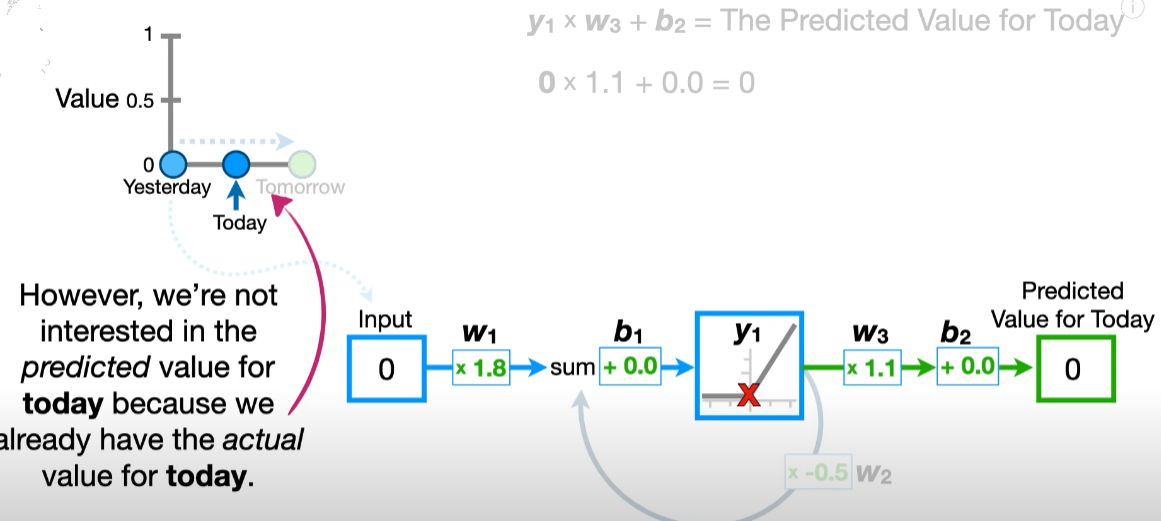 y₁ × w₃ + b₂ = The Predicted Value for Today
0 × 1.1 + 0.0 = 0
1
Value 0.5
0
Yesterday
Tomorrow
Today
However, we're not
interested in the
predicted value for
today because we
already have the actual
value for today.
Input
0
w₁
x 1.8
sum
b₁
+ 0.0
y₁
w₃
x 1.1
b₂
+ 0.0
Predicted
Value for Today
0
x -0.5 w₂